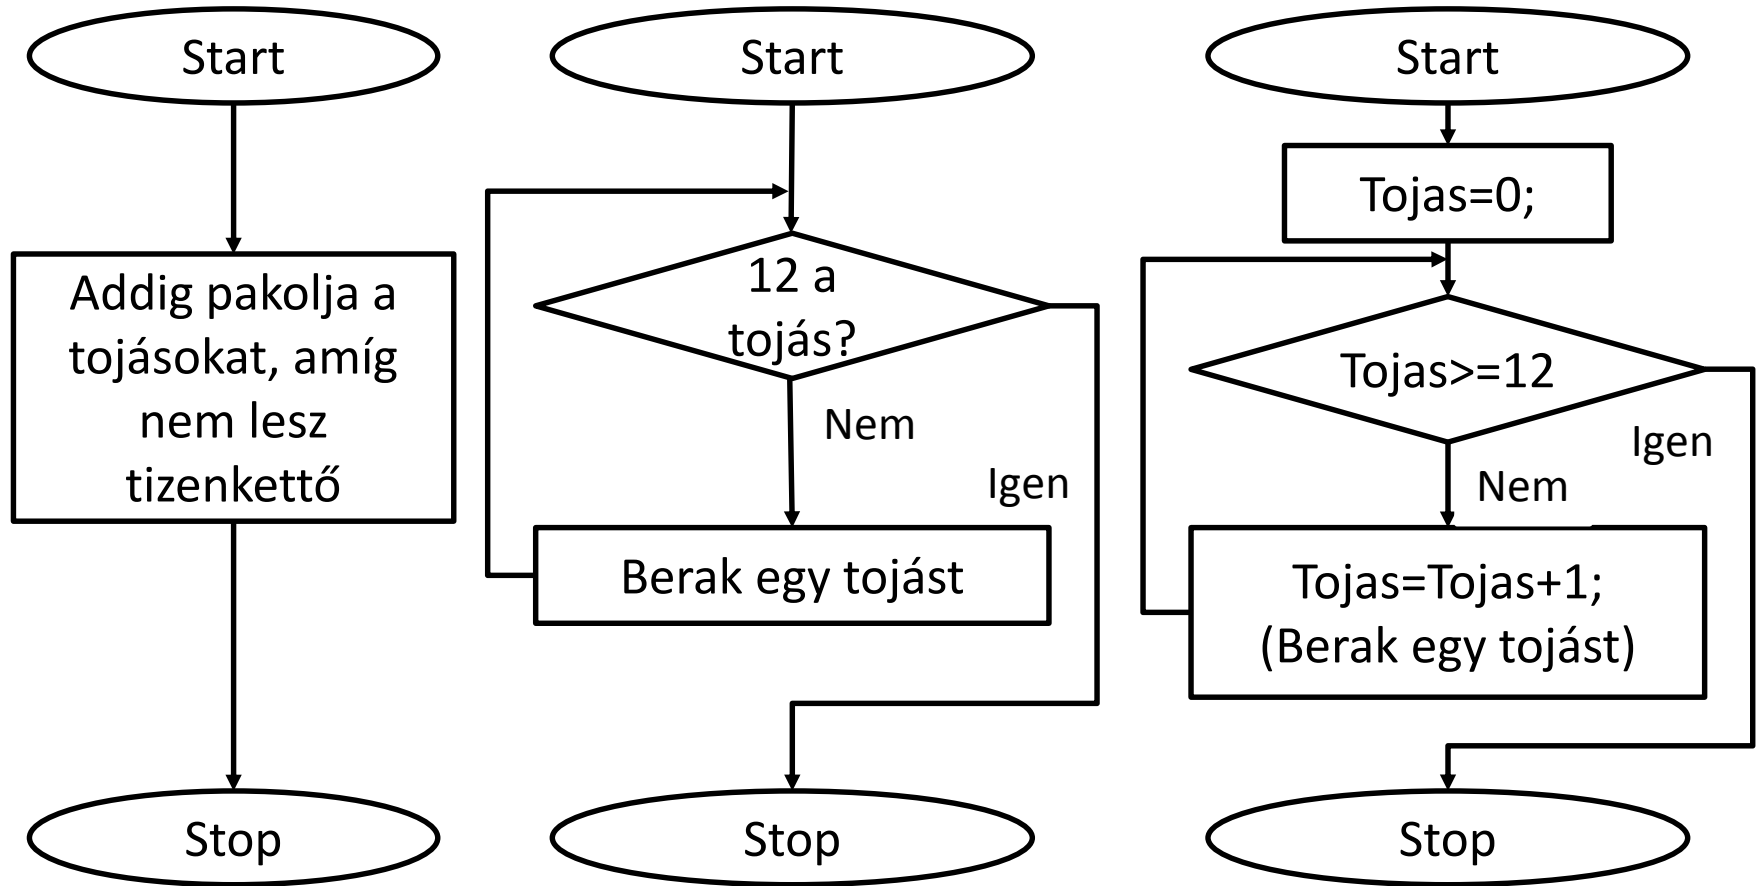 Start
Addig pakolja a
tojásokat, amíg
nem lesz
tizenkettő
Stop
Start
12 a
tojás?
Nem
Igen
Berak egy tojást
Stop
Start
Tojas=0;
Tojas>=12
Igen
Nem
Tojas=Tojas+1;
(Berak egy tojást)
Stop